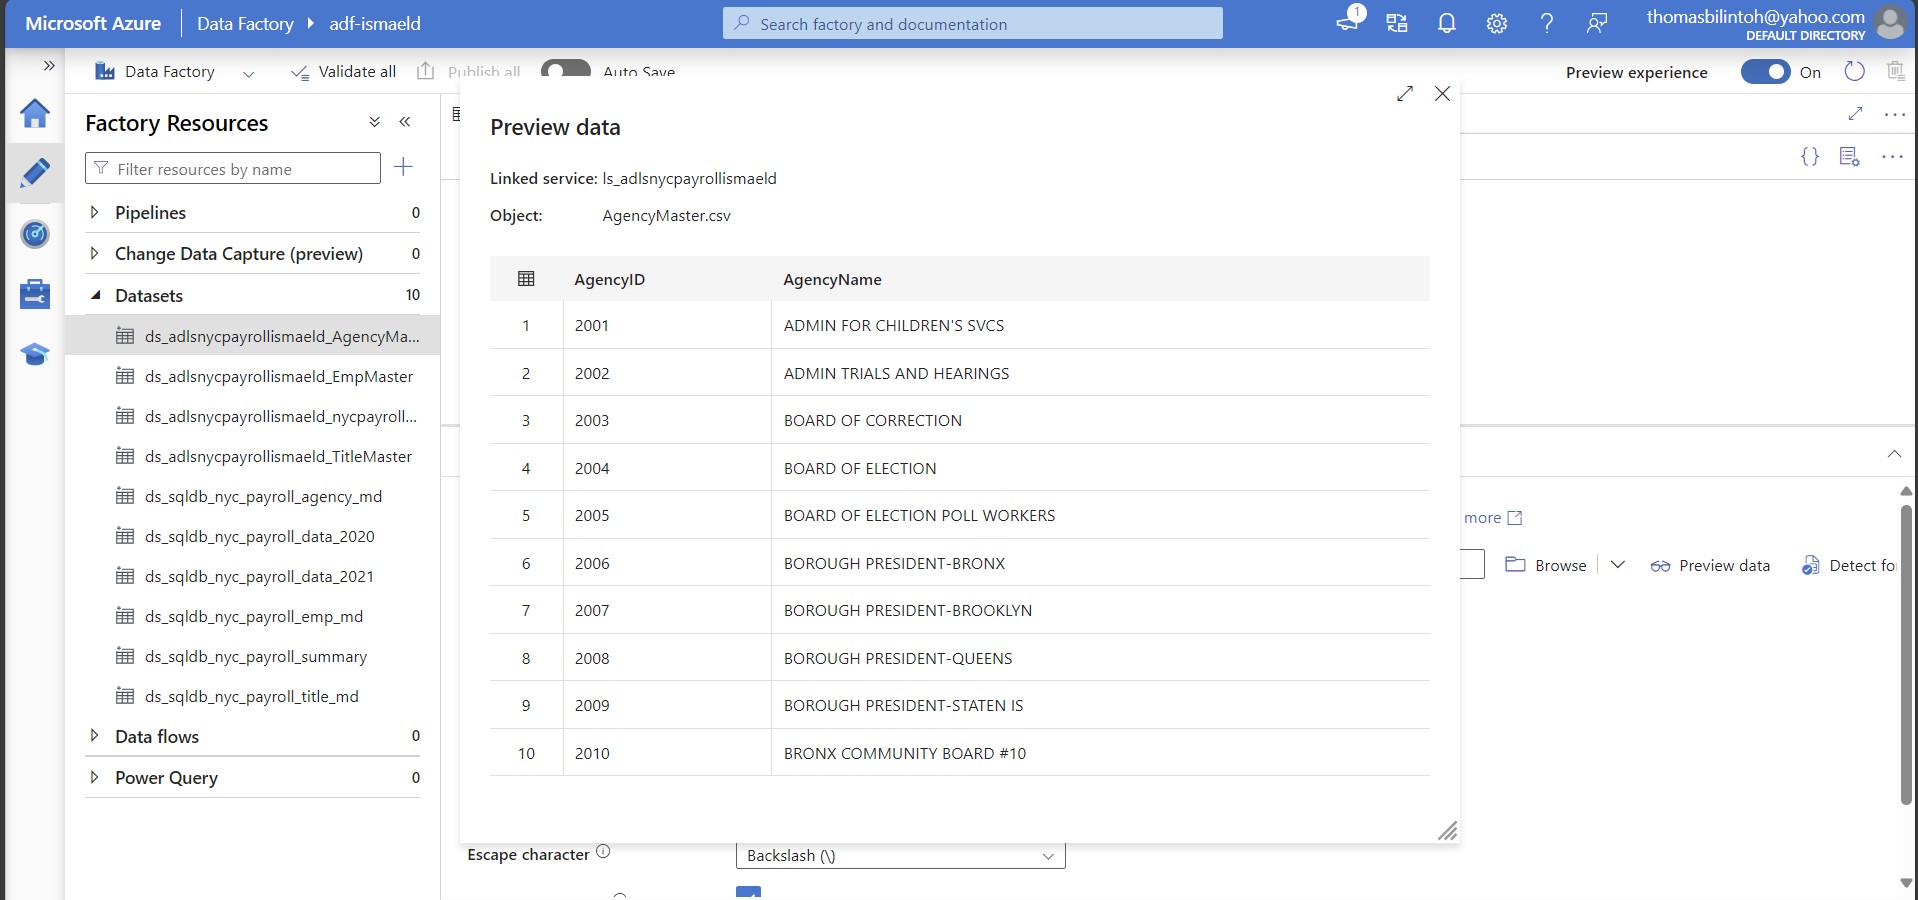 Microsoft Azure
Data Factory
adf-ismaeld
Search factory and documentation
1
thomasbilintoh@yahoo.com
DEFAULT DIRECTORY
Data Factory
Validate all
Publish all
Auto Save
Preview experience
On
Factory Resources
Filter resources by name
Pipelines 0
Change Data Capture (preview) 0
Datasets 10
ds_adlsnycpayrollismaeld_AgencyMa...
ds_adlsnycpayrollismaeld_EmpMaster
ds_adlsnycpayrollismaeld_nycpayroll...
ds_adlsnycpayrollismaeld_TitleMaster
ds_sqldb_nyc_payroll_agency_md
ds_sqldb_nyc_payroll_data_2020
ds_sqldb_nyc_payroll_data_2021
ds_sqldb_nyc_payroll_emp_md
ds_sqldb_nyc_payroll_summary
ds_sqldb_nyc_payroll_title_md
Data flows 0
Power Query 0
Preview data
Linked service: ls_adlsnycpayrollismaeld
Object: AgencyMaster.csv
AgencyID AgencyName
1 2001 ADMIN FOR CHILDREN'S SVCS
2 2002 ADMIN TRIALS AND HEARINGS
3 2003 BOARD OF CORRECTION
4 2004 BOARD OF ELECTION
5 2005 BOARD OF ELECTION POLL WORKERS
6 2006 BOROUGH PRESIDENT-BRONX
7 2007 BOROUGH PRESIDENT-BROOKLYN
8 2008 BOROUGH PRESIDENT-QUEENS
9 2009 BOROUGH PRESIDENT-STATEN IS
10 2010 BRONX COMMUNITY BOARD #10
more
Browse
Preview data
Detect fo
Escape character
Backslash (\)